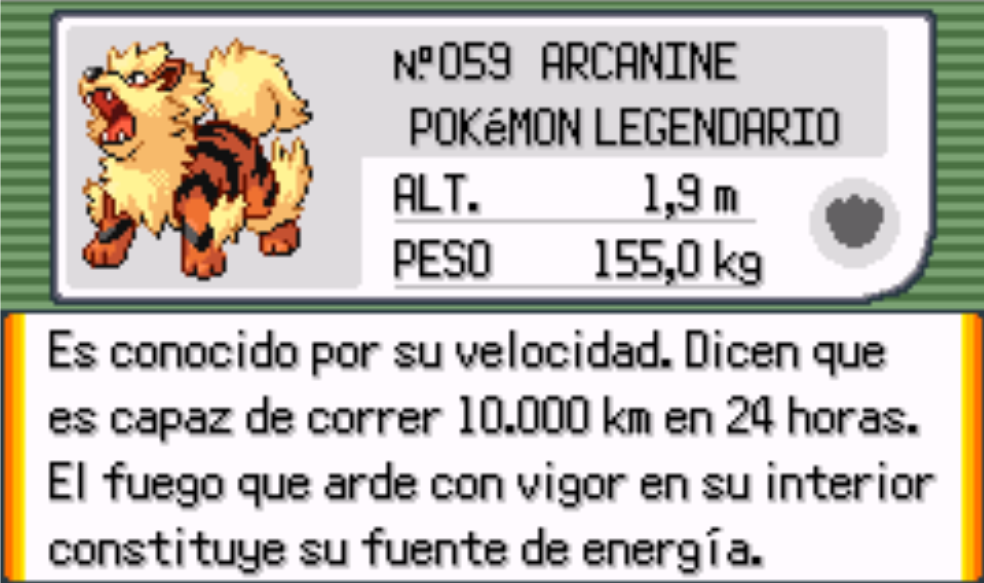 Nº059 ARCANINE
POKéMON LEGENDARIO
ALT. 1,9 m
PESO 155,0 kg
Es conocido por su velocidad. Dicen que
es capaz de correr 10.000 km en 24 horas.
El fuego que arde con vigor en su interior
constituye su fuente de energía.